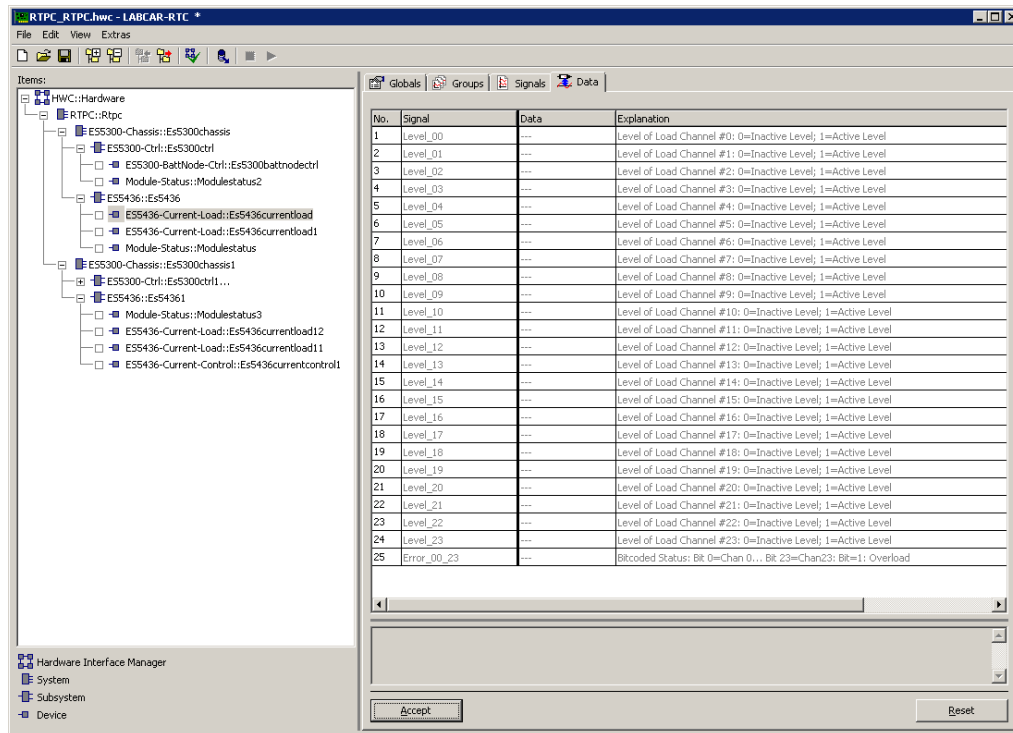 RTPC_RTPC.hwc - LABCAR-RTC *
File Edit View Extras
Items:
HWC::Hardware
RTPC::Rtpc
ES5300-Chassis::Es5300chassis
ES5300-Ctrl::Es5300ctrl
ES5300-BattNode-Ctrl::Es5300battnodectrl
Module-Status::Modulestatus2
ES5436::Es5436
ES5436-Current-Load::Es5436currentload
ES5436-Current-Load::Es5436currentload1
Module-Status::Modulestatus
ES5300-Chassis::Es5300chassis1
ES5300-Ctrl::Es5300ctrl1...
ES5436::Es54361
Module-Status::Modulestatus3
ES5436-Current-Load::Es5436currentload12
ES5436-Current-Load::Es5436currentload11
ES5436-Current-Control::Es5436currentcontrol1
Hardware Interface Manager
System
Subsystem
Device
Globals Groups Signals Data
No. Signal Data Explanation
1 Level_00 --- Level of Load Channel #0: 0=Inactive Level; 1=Active Level
2 Level_01 --- Level of Load Channel #1: 0=Inactive Level; 1=Active Level
3 Level_02 --- Level of Load Channel #2: 0=Inactive Level; 1=Active Level
4 Level_03 --- Level of Load Channel #3: 0=Inactive Level; 1=Active Level
5 Level_04 --- Level of Load Channel #4: 0=Inactive Level; 1=Active Level
6 Level_05 --- Level of Load Channel #5: 0=Inactive Level; 1=Active Level
7 Level_06 --- Level of Load Channel #6: 0=Inactive Level; 1=Active Level
8 Level_07 --- Level of Load Channel #7: 0=Inactive Level; 1=Active Level
9 Level_08 --- Level of Load Channel #8: 0=Inactive Level; 1=Active Level
10 Level_09 --- Level of Load Channel #9: 0=Inactive Level; 1=Active Level
11 Level_10 --- Level of Load Channel #10: 0=Inactive Level; 1=Active Level
12 Level_11 --- Level of Load Channel #11: 0=Inactive Level; 1=Active Level
13 Level_12 --- Level of Load Channel #12: 0=Inactive Level; 1=Active Level
14 Level_13 --- Level of Load Channel #13: 0=Inactive Level; 1=Active Level
15 Level_14 --- Level of Load Channel #14: 0=Inactive Level; 1=Active Level
16 Level_15 --- Level of Load Channel #15: 0=Inactive Level; 1=Active Level
17 Level_16 --- Level of Load Channel #16: 0=Inactive Level; 1=Active Level
18 Level_17 --- Level of Load Channel #17: 0=Inactive Level; 1=Active Level
19 Level_18 --- Level of Load Channel #18: 0=Inactive Level; 1=Active Level
20 Level_19 --- Level of Load Channel #19: 0=Inactive Level; 1=Active Level
21 Level_20 --- Level of Load Channel #20: 0=Inactive Level; 1=Active Level
22 Level_21 --- Level of Load Channel #21: 0=Inactive Level; 1=Active Level
23 Level_22 --- Level of Load Channel #22: 0=Inactive Level; 1=Active Level
24 Level_23 --- Level of Load Channel #23: 0=Inactive Level; 1=Active Level
25 Error_00_23 --- Bitcoded Status: Bit 0=Chan 0... Bit 23=Chan23: Bit=1: Overload
Accept Reset